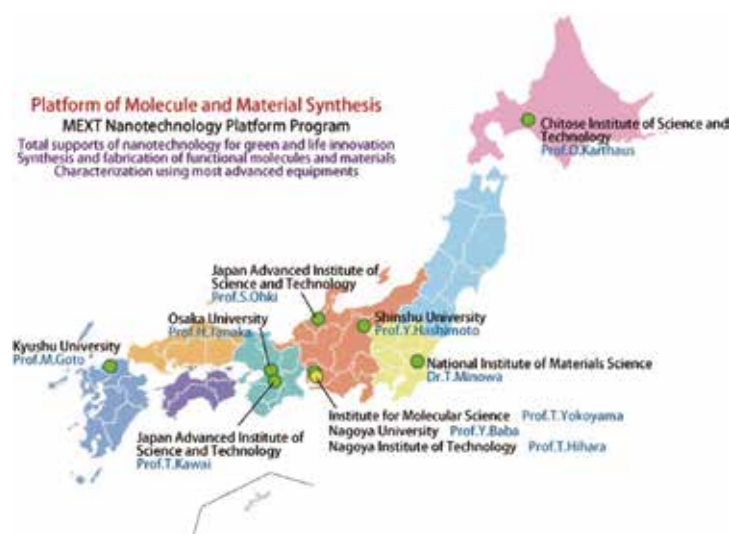 Platform of Molecule and Material Synthesis
MEXT Nanotechnology Platform Program
Total supports of nanotechnology for green and life innovation
Synthesis and fabrication of functional molecules and materials
Characterization using most advanced equipments
Chitose Institute of Science and
Technology
Prof.O.Karthaus
Japan Advanced Institute of
Science and Technology
Prof.S.Ohki
Osaka University
Prof.H.Tanaka
Shinshu University
Prof.Y.Hashimoto
Kyushu University
Prof.M.Goto
National Institute of Materials Science
Dr.T.Minowa
Institute for Molecular Science Prof.T.Yokoyama
Nagoya University Prof.Y.Baba
Nagoya Institute of Technology Prof.T.Hihara
Japan Advanced Institute of
Science and Technology
Prof.T.Kawai